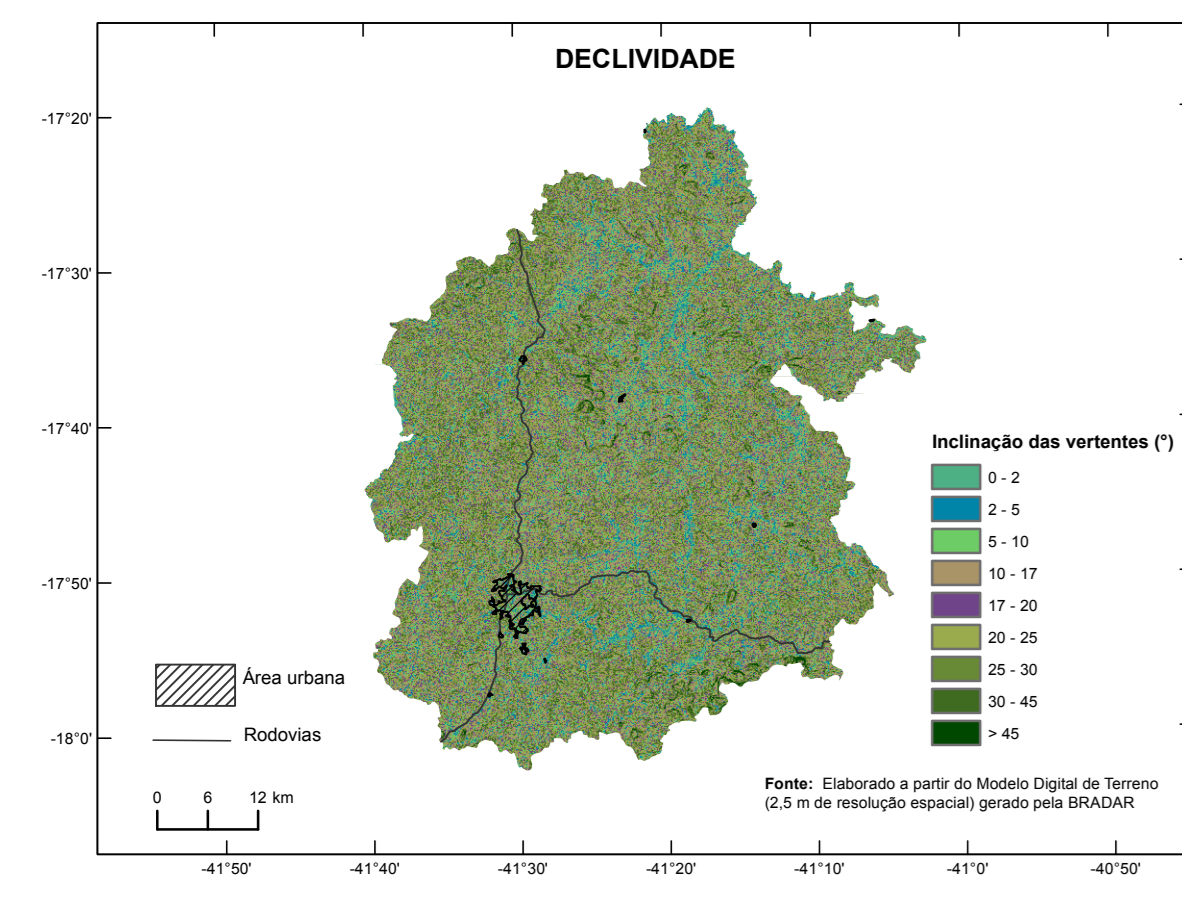 DECLIVIDADE
-17°20'
-17°30'
-17°40'
-17°50'
-18°0'
Inclinação das vertentes (°)
0 - 2
2 - 5
5 - 10
10 - 17
17 - 20
20 - 25
25 - 30
30 - 45
> 45
Área urbana
Rodovias
0 6 12 km
Fonte: Elaborado a partir do Modelo Digital de Terreno
(2,5 m de resolução espacial) gerado pela BRADAR
-41°50' -41°40' -41°30' -41°20' -41°10' -41°0' -40°50'